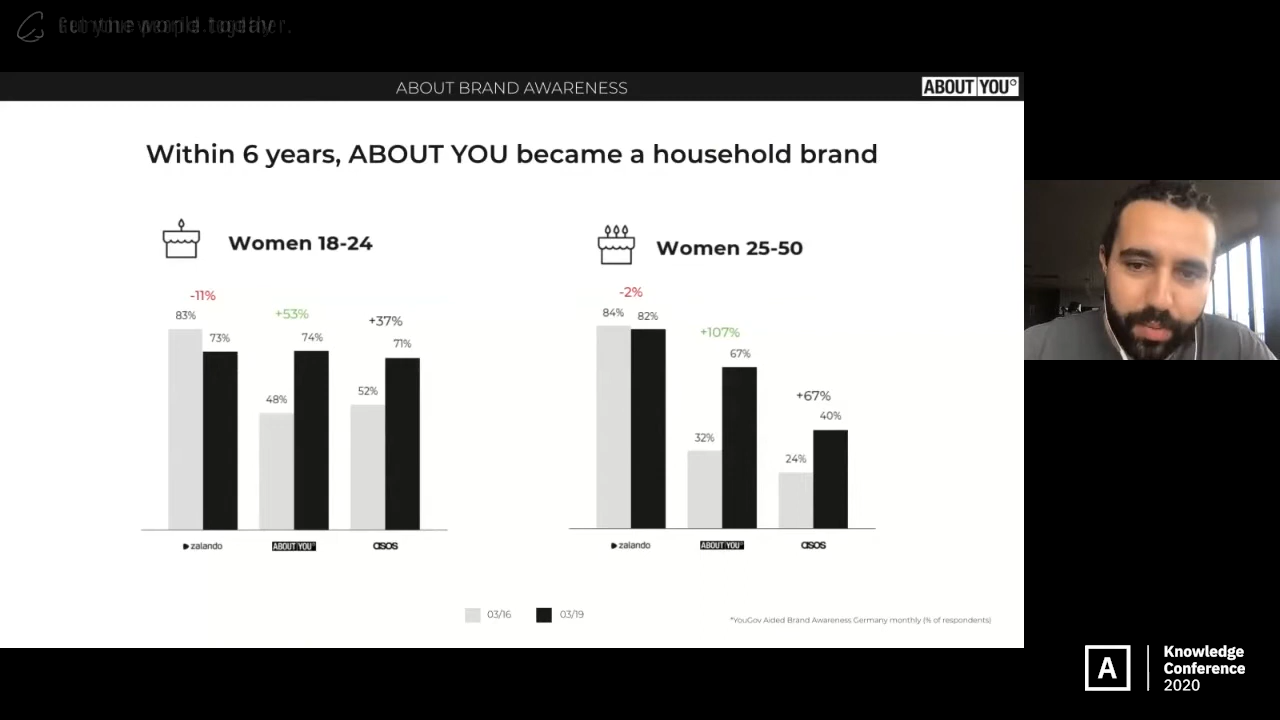 ABOUT BRAND AWARENESS
ABOUT YOU°
Within 6 years, ABOUT YOU became a household brand
Women 18-24
-11%
83%
73%
+53%
48%
74%
+37%
52%
71%
zalando
ABOUT YOU°
asos
Women 25-50
-2%
84%
82%
+107%
32%
67%
+67%
24%
40%
zalando
ABOUT YOU°
asos
03/16
03/19
*YouGov Aided Brand Awareness Germany monthly (% of respondents)
A
Knowledge
Conference
2020